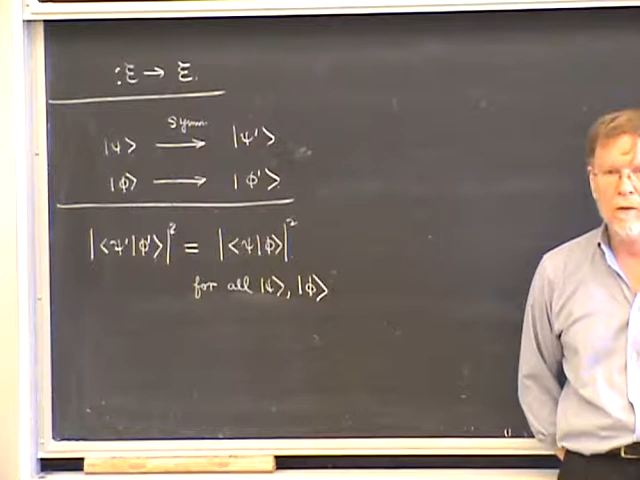 :ℰ → ℰ.
symm
|ψ⟩ ⟶ |ψ'⟩
|ϕ⟩ ⟶ |ϕ'⟩
|⟨ψ'|ϕ'⟩|² = |⟨ψ|ϕ⟩|²
for all |ψ⟩, |ϕ⟩